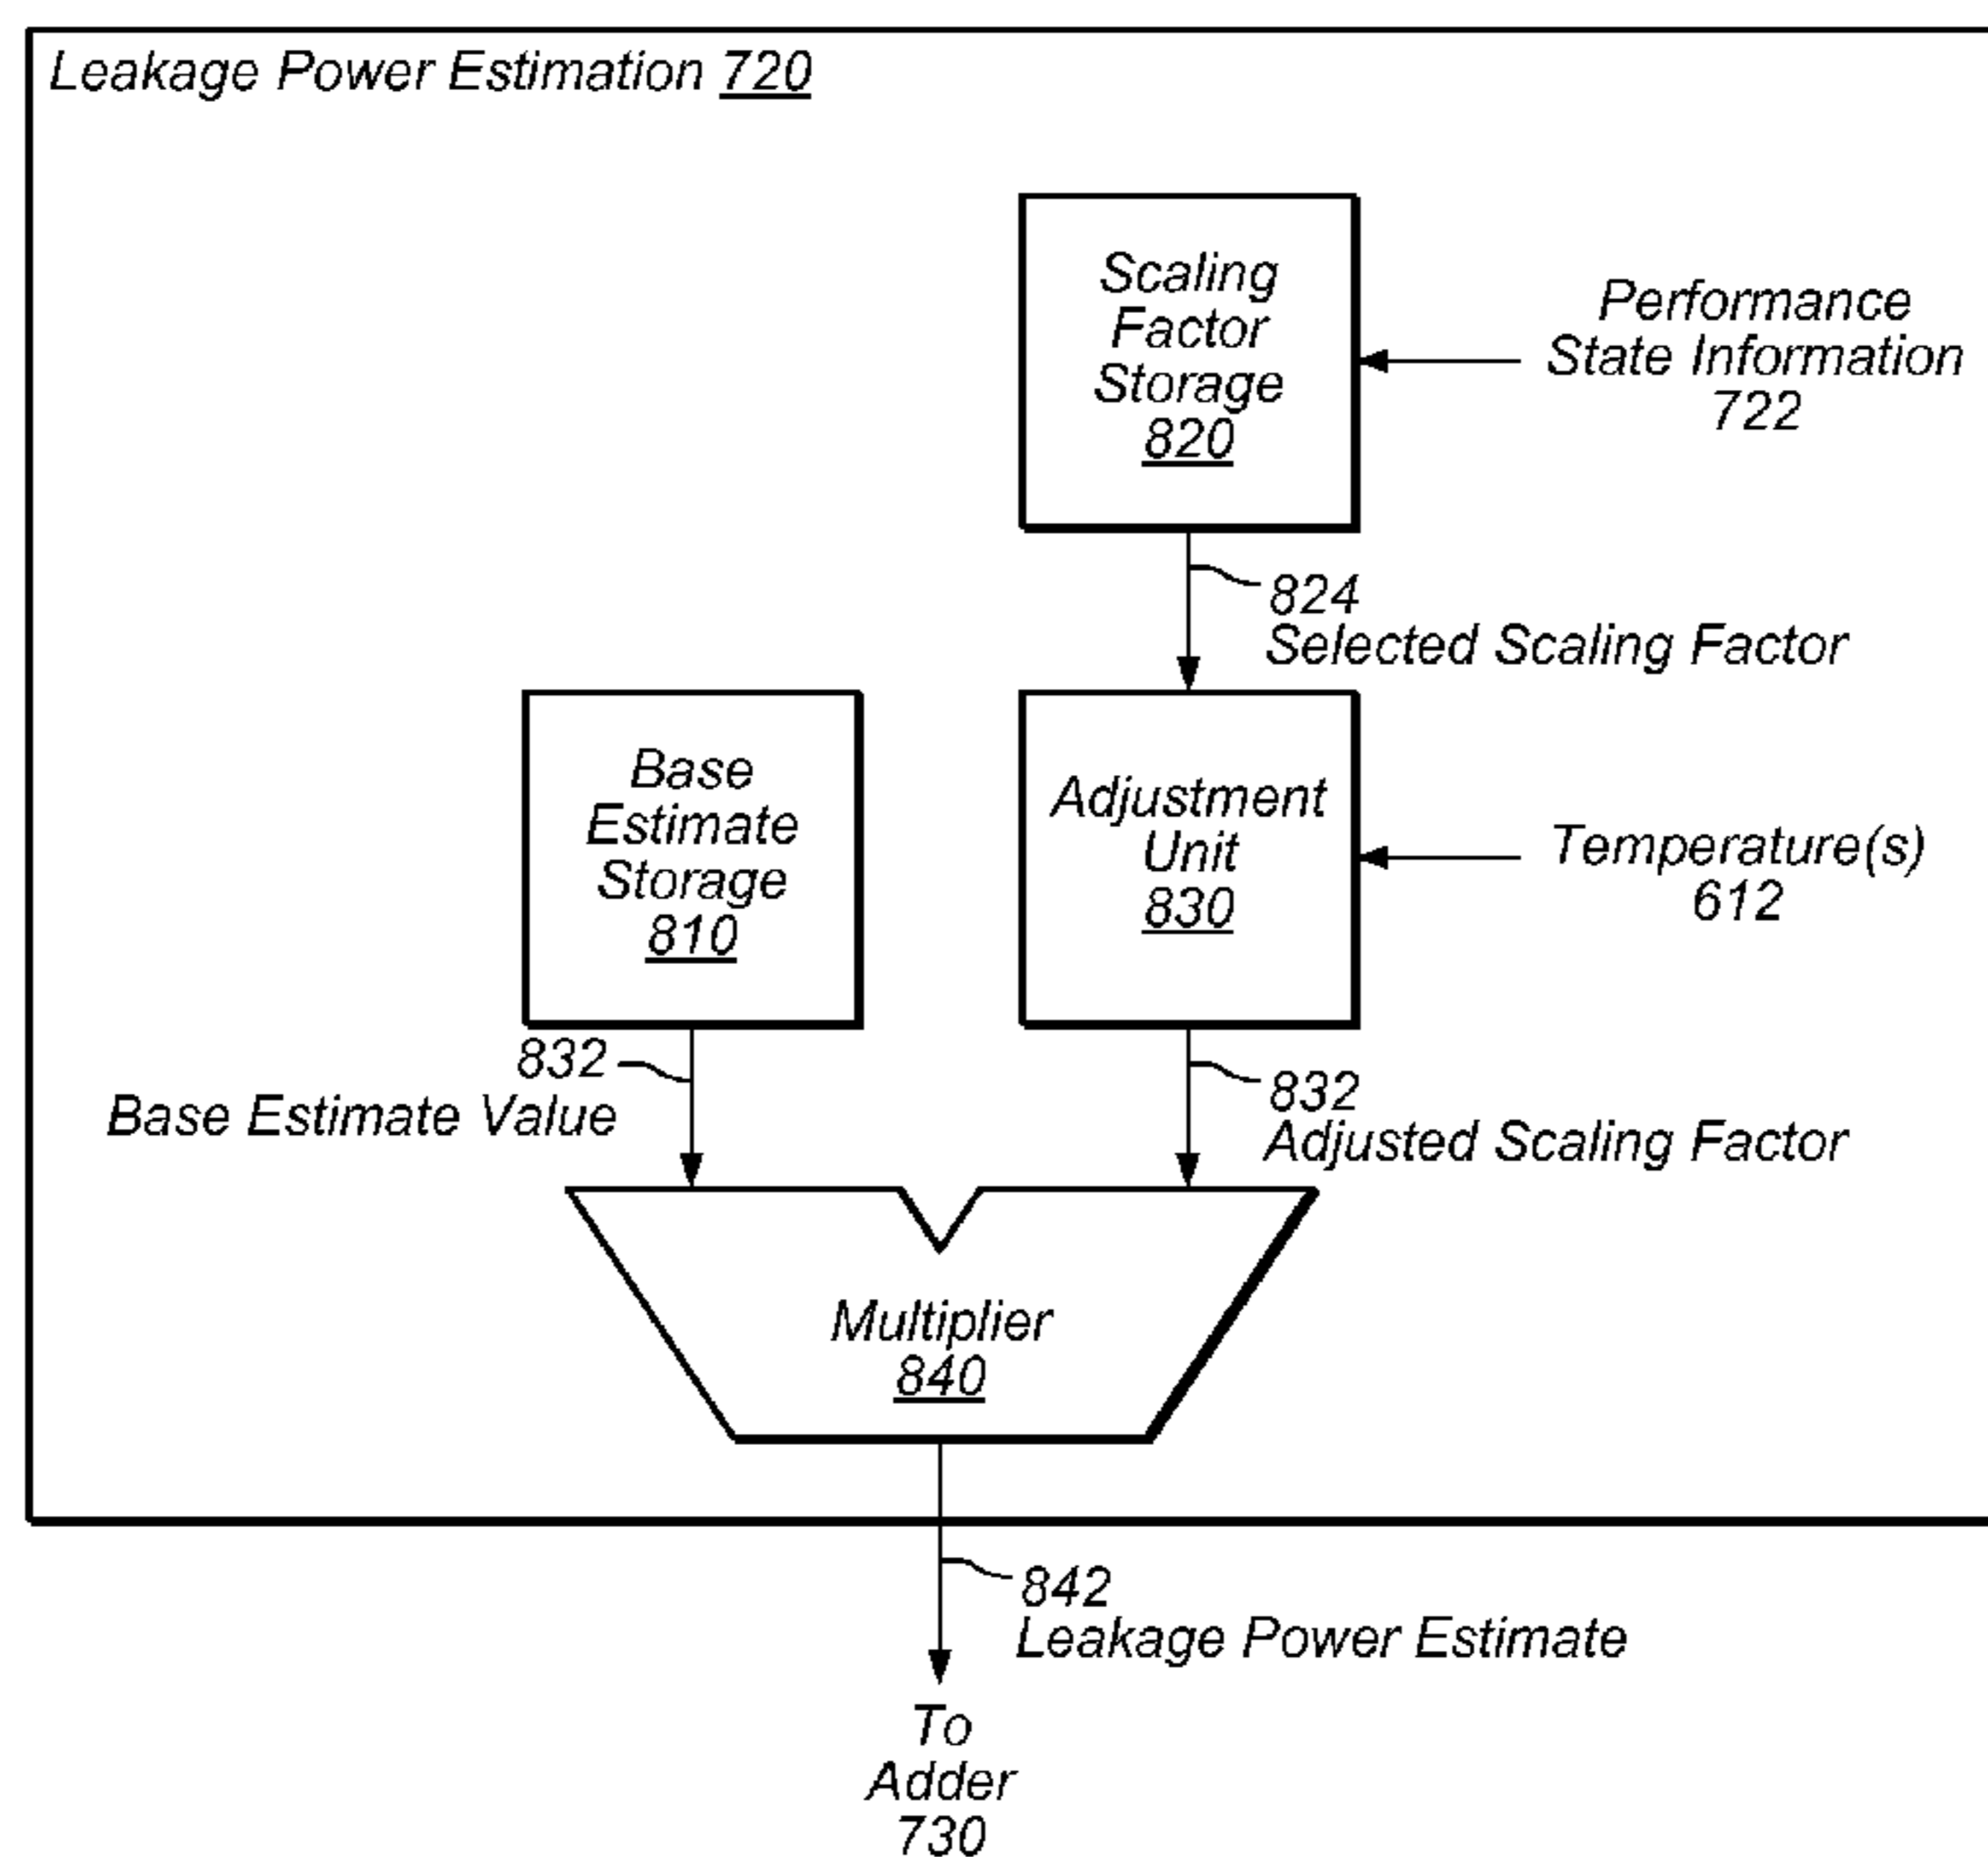 Leakage Power Estimation 720
Scaling
Factor
Storage
820
Performance
State Information
722
824
Selected Scaling Factor
Base
Estimate
Storage
810
Adjustment
Unit
830
Temperature(s)
612
832
Base Estimate Value
832
Adjusted Scaling Factor
Multiplier
840
842
Leakage Power Estimate
To
Adder
730